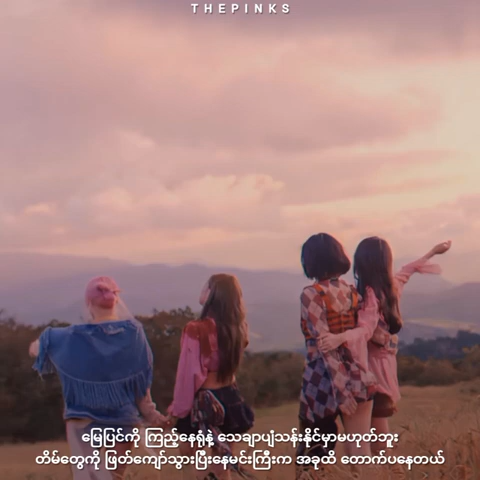 THEPINKS
မြေပြင်ကို ကြည့်နေရုံနဲ့ သေချာပျံသန်းနိုင်မှာမဟုတ်ဘူး
တိမ်တွေကို ဖြတ်ကျော်သွားပြီးနေမင်းကြီးက အခုထိ တောက်ပနေတယ်